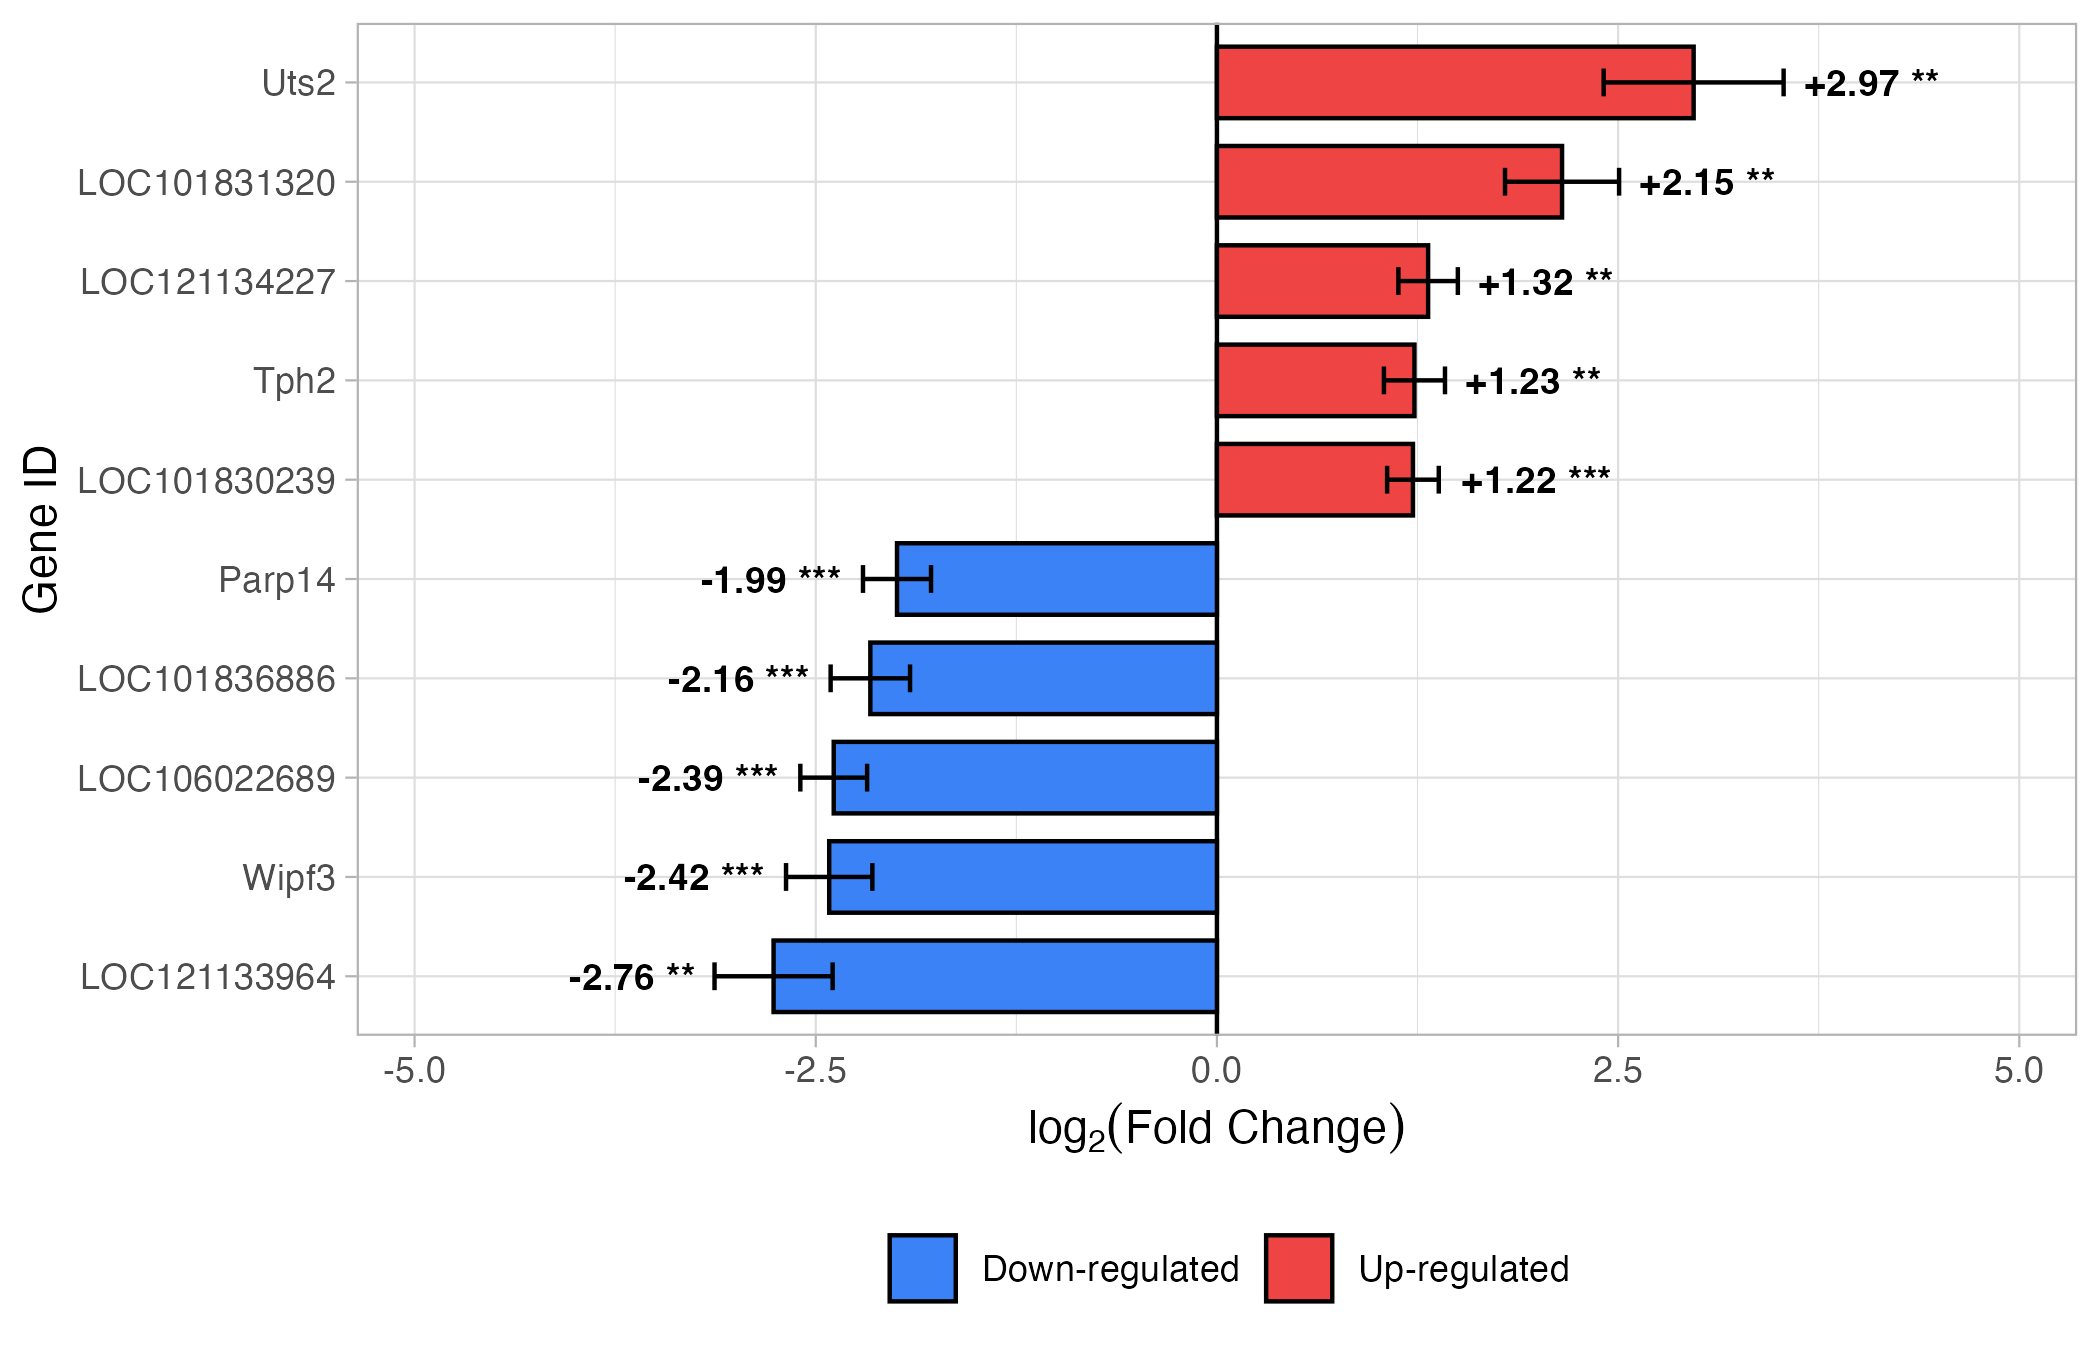 Gene ID
Uts2 +2.97 **
LOC101831320 +2.15 **
LOC121134227 +1.32 **
Tph2 +1.23 **
LOC101830239 +1.22 ***
Parp14 -1.99 ***
LOC101836886 -2.16 ***
LOC106022689 -2.39 ***
Wipf3 -2.42 ***
LOC121133964 -2.76 **
-5.0 -2.5 0.0 2.5 5.0
log₂(Fold Change)
Down-regulated Up-regulated